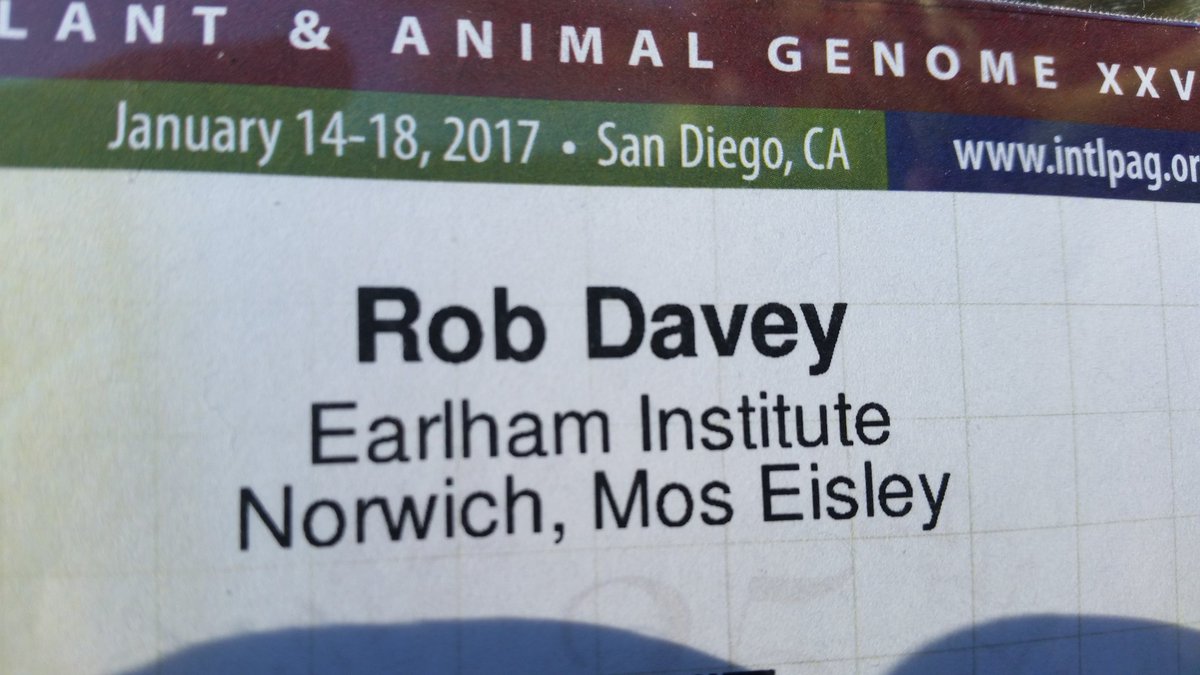 LANT & ANIMAL GENOME XXV
January 14-18, 2017 • San Diego, CA
www.intlpag.or
Rob Davey
Earlham Institute
Norwich, Mos Eisley